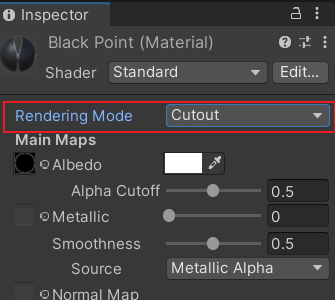 Inspector
Black Point (Material)
Shader Standard Edit...
Rendering Mode Cutout
Main Maps
Albedo
Alpha Cutoff 0.5
Metallic 0
Smoothness 0.5
Source Metallic Alpha
Normal Map